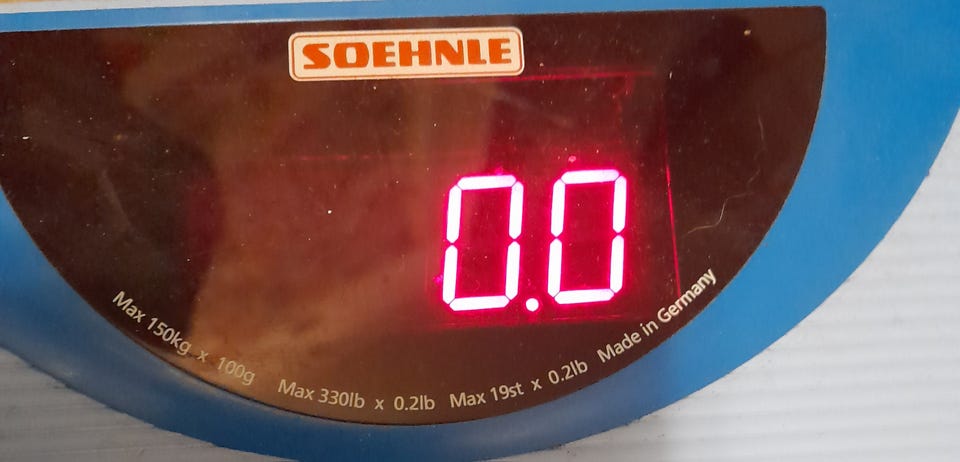 SOEHNLE
0.0
Max 150kg x 100g Max 330lb x 0.2lb Max 19st x 0.2lb Made in Germany